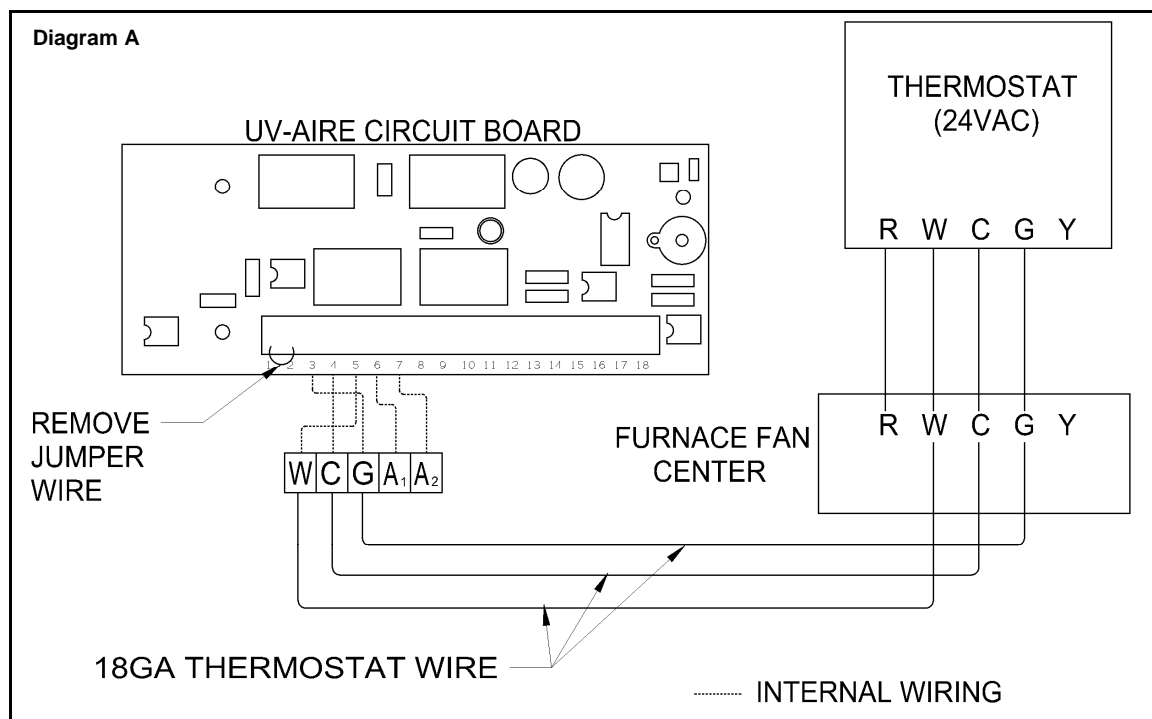 Diagram A
THERMOSTAT
(24VAC)
UV-AIRE CIRCUIT BOARD
R W C G Y
1 2 3 4 5 6 7 8 9 10 11 12 13 14 15 16 17 18
REMOVE
JUMPER
WIRE
FURNACE FAN
CENTER
R W C G Y
W C G A1 A2
18GA THERMOSTAT WIRE
INTERNAL WIRING